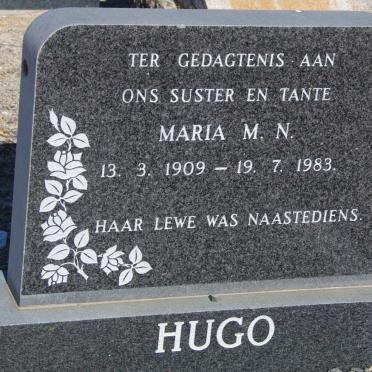 TER GEDAGTENIS AAN
ONS SUSTER EN TANTE
MARIA M. N.
13. 3. 1909 – 19. 7. 1983.
HAAR LEWE WAS NAASTEDIENS.
HUGO